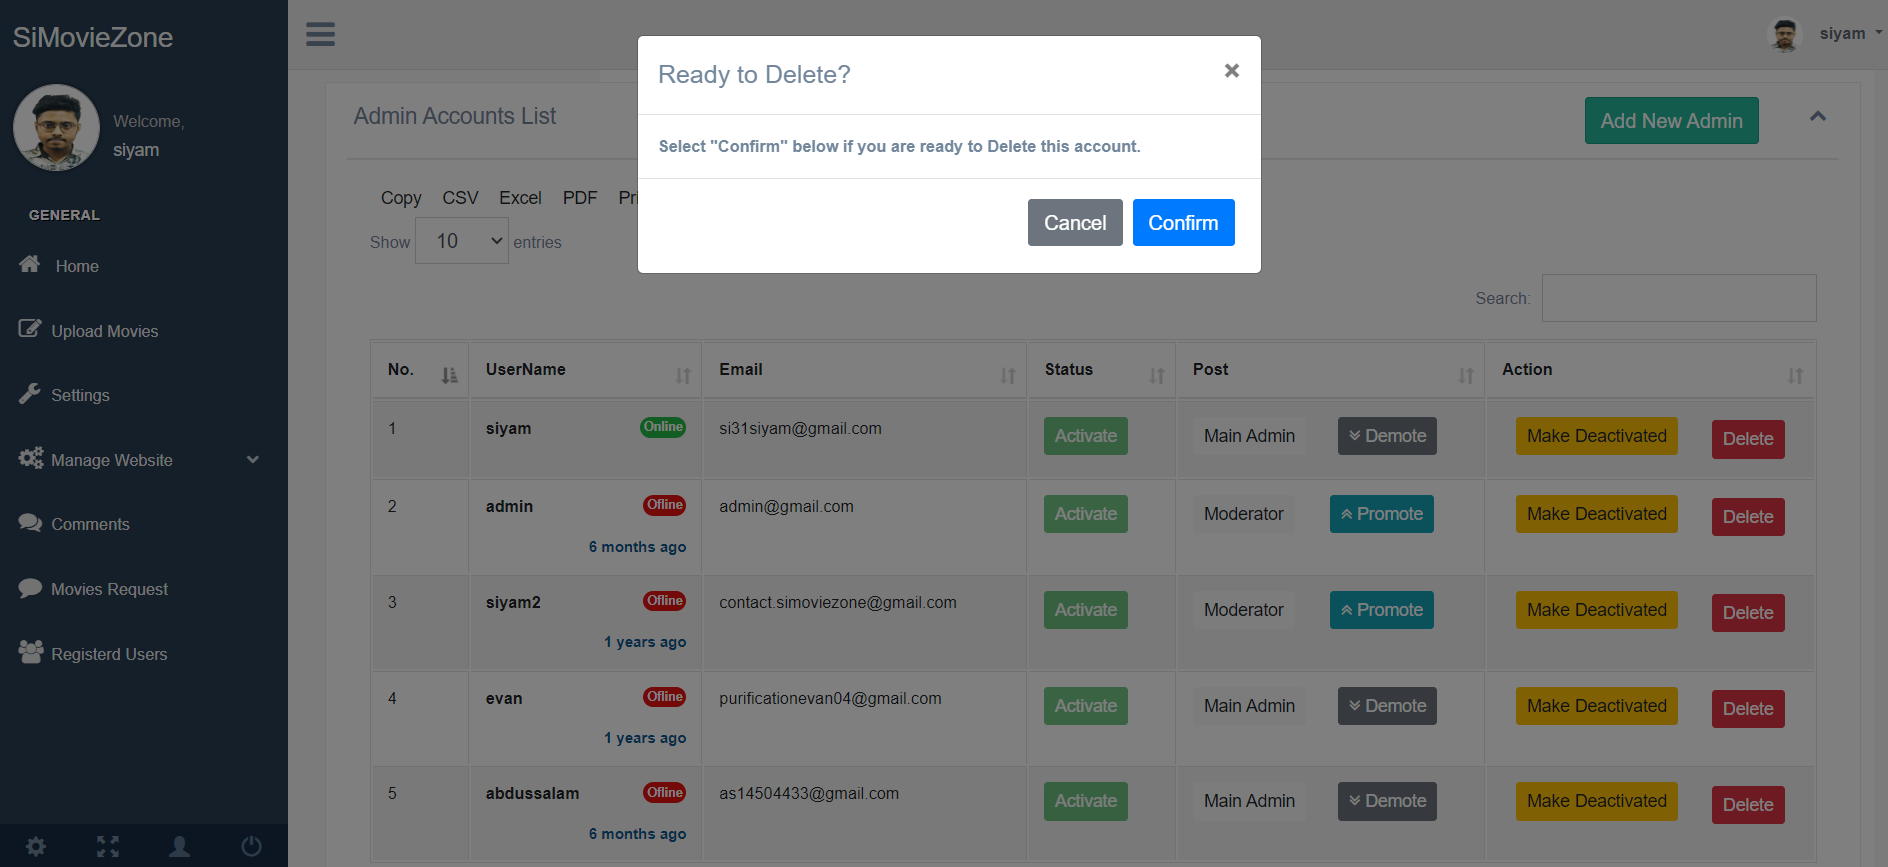 SiMovieZone
Welcome,
siyam
GENERAL
Home
Upload Movies
Settings
Manage Website
Comments
Movies Request
Registerd Users
siyam
Ready to Delete? ×
Select "Confirm" below if you are ready to Delete this account.
Cancel Confirm
Admin Accounts List Add New Admin
Copy CSV Excel PDF
Show 10 entries
Search:
No. UserName Email Status Post Action
1 siyam Online si31siyam@gmail.com Activate Main Admin Demote Make Deactivated Delete
2 admin Ofline admin@gmail.com Activate Moderator Promote Make Deactivated Delete
6 months ago
3 siyam2 Ofline contact.simoviezone@gmail.com Activate Moderator Promote Make Deactivated Delete
1 years ago
4 evan Ofline purificationevan04@gmail.com Activate Main Admin Demote Make Deactivated Delete
1 years ago
5 abdussalam Ofline as14504433@gmail.com Activate Main Admin Demote Make Deactivated Delete
6 months ago